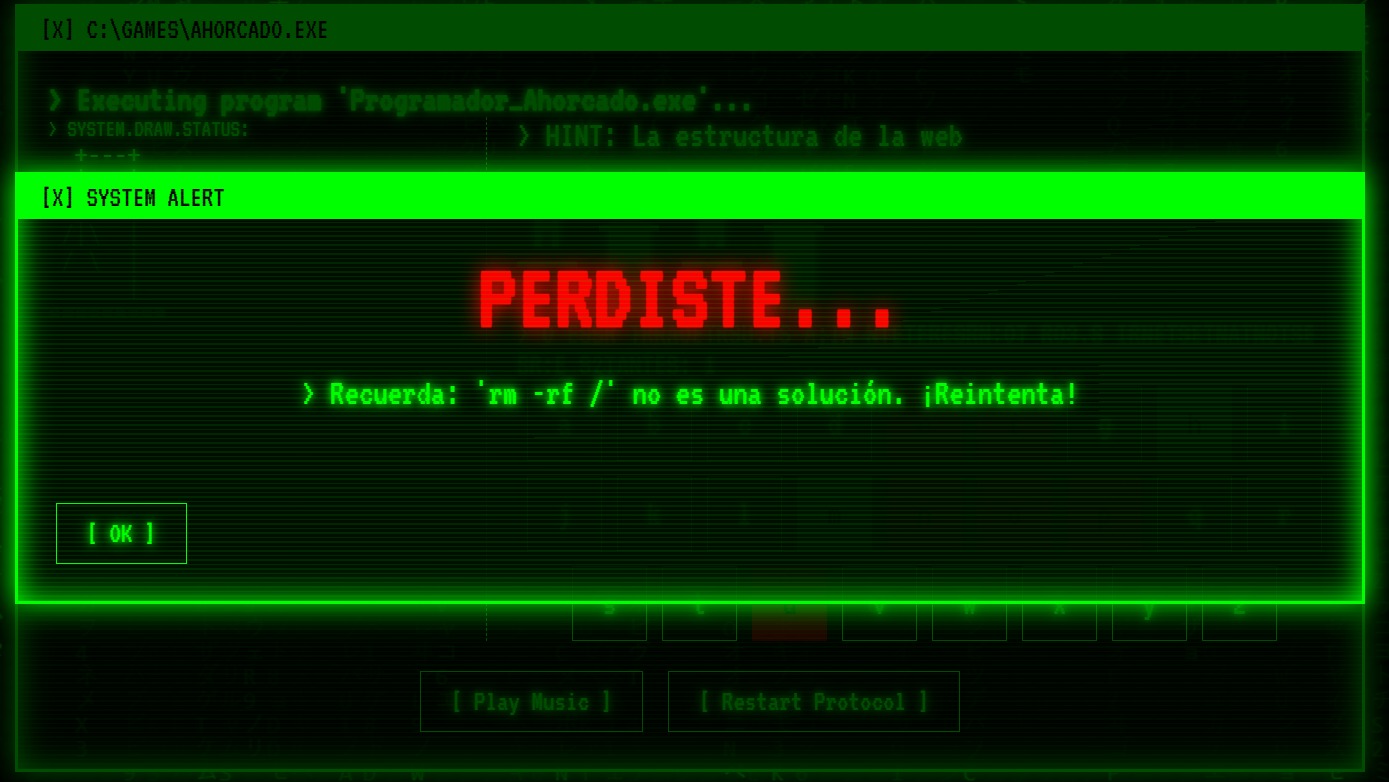 [X] C:\GAMES\AHORCADO.EXE
> Executing program 'Programador_Ahorcado.exe'...
> SYSTEM.DRAW.STATUS:
> HINT: La estructura de la web
+---+
[X] SYSTEM ALERT
PERDISTE...
> Recuerda: 'rm -rf /' no es una solución. ¡Reintenta!
[ OK ]
s t v w x y z
[ Play Music ] [ Restart Protocol ]